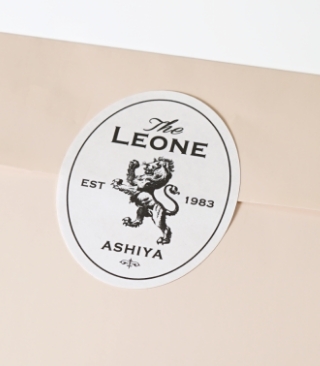 The
LEONE
EST 1983
ASHIYA